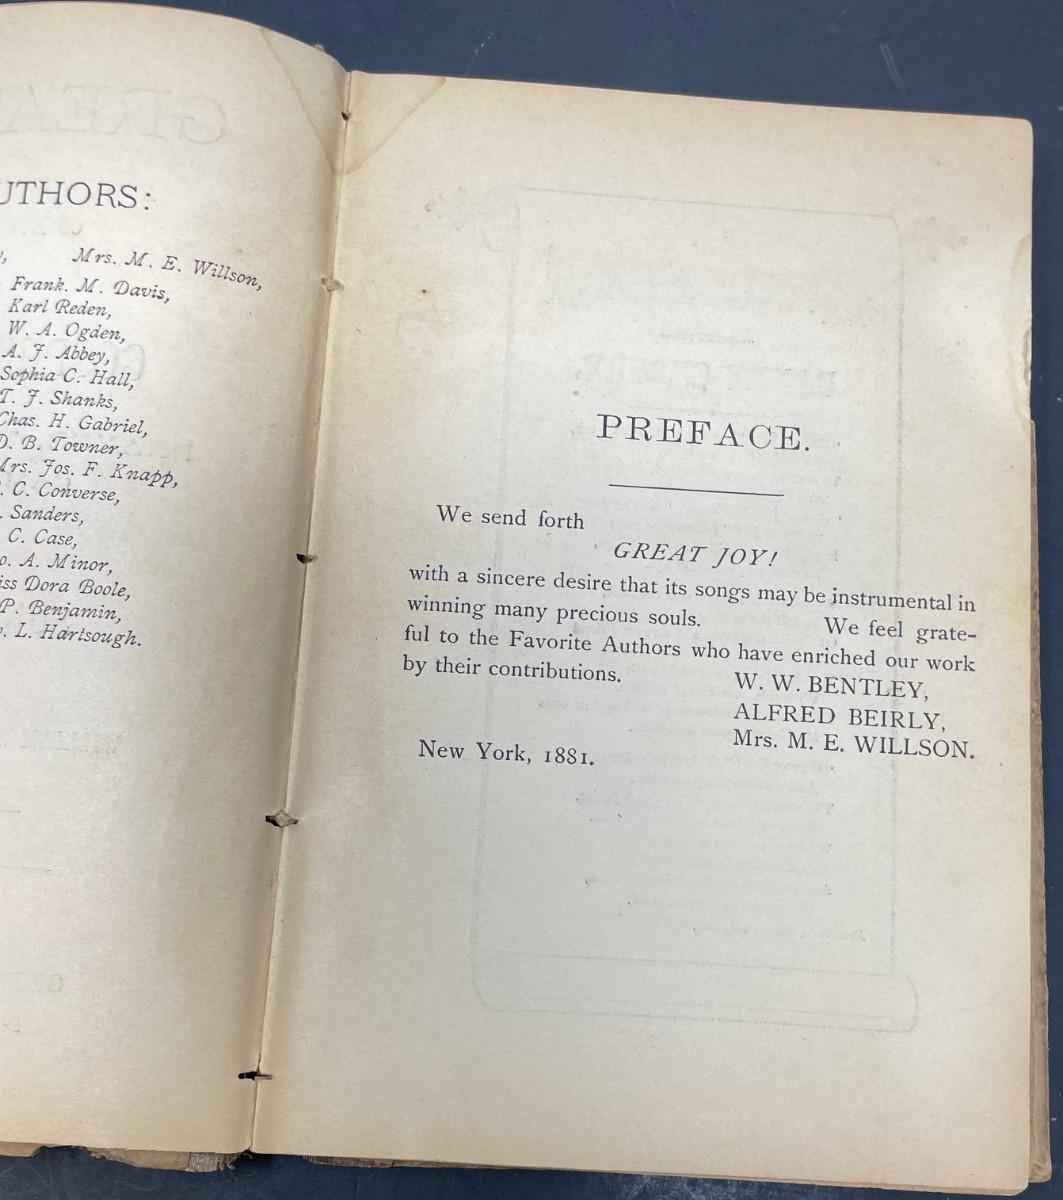 UTHORS:
Mrs. M. E. Willson,
Frank. M. Davis,
Karl Reden,
W. A. Ogden,
A. J. Abbey,
Sophia C. Hall,
T. J. Shanks,
Chas. H. Gabriel,
D. B. Towner,
Mrs. Jos. F. Knapp,
C. Converse,
Sanders,
C. Case,
o. A. Minor,
iss Dora Boole,
P. Benjamin,
L. Hartsough.
PREFACE.
We send forth
GREAT JOY!
with a sincere desire that its songs may be instrumental in
winning many precious souls. We feel grate-
ful to the Favorite Authors who have enriched our work
by their contributions.
W. W. BENTLEY,
ALFRED BEIRLY,
Mrs. M. E. WILLSON.
New York, 1881.